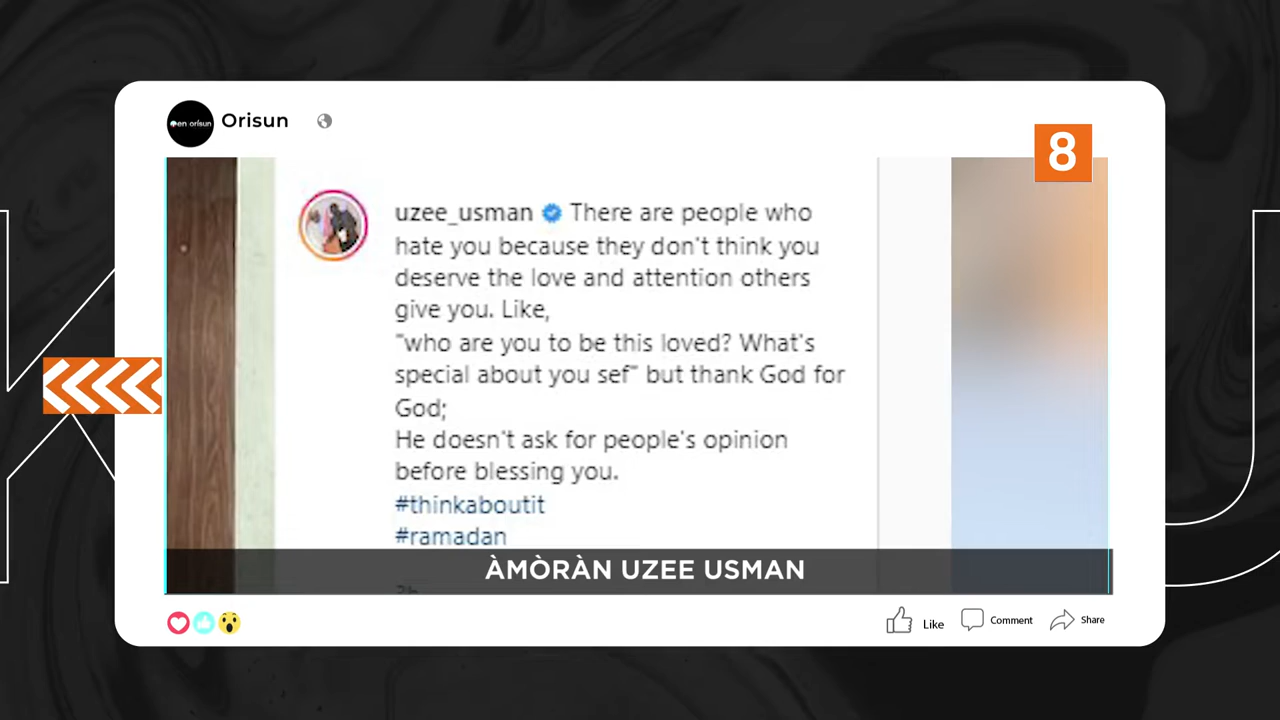 en orisun
Orisun
8
uzee_usman There are people who
hate you because they don't think you
deserve the love and attention others
give you. Like,
"who are you to be this loved? What's
special about you sef" but thank God for
God;
He doesn't ask for people's opinion
before blessing you.
#thinkaboutit
#ramadan
ÀMÒRÀN UZEE USMAN
Like
Comment
Share